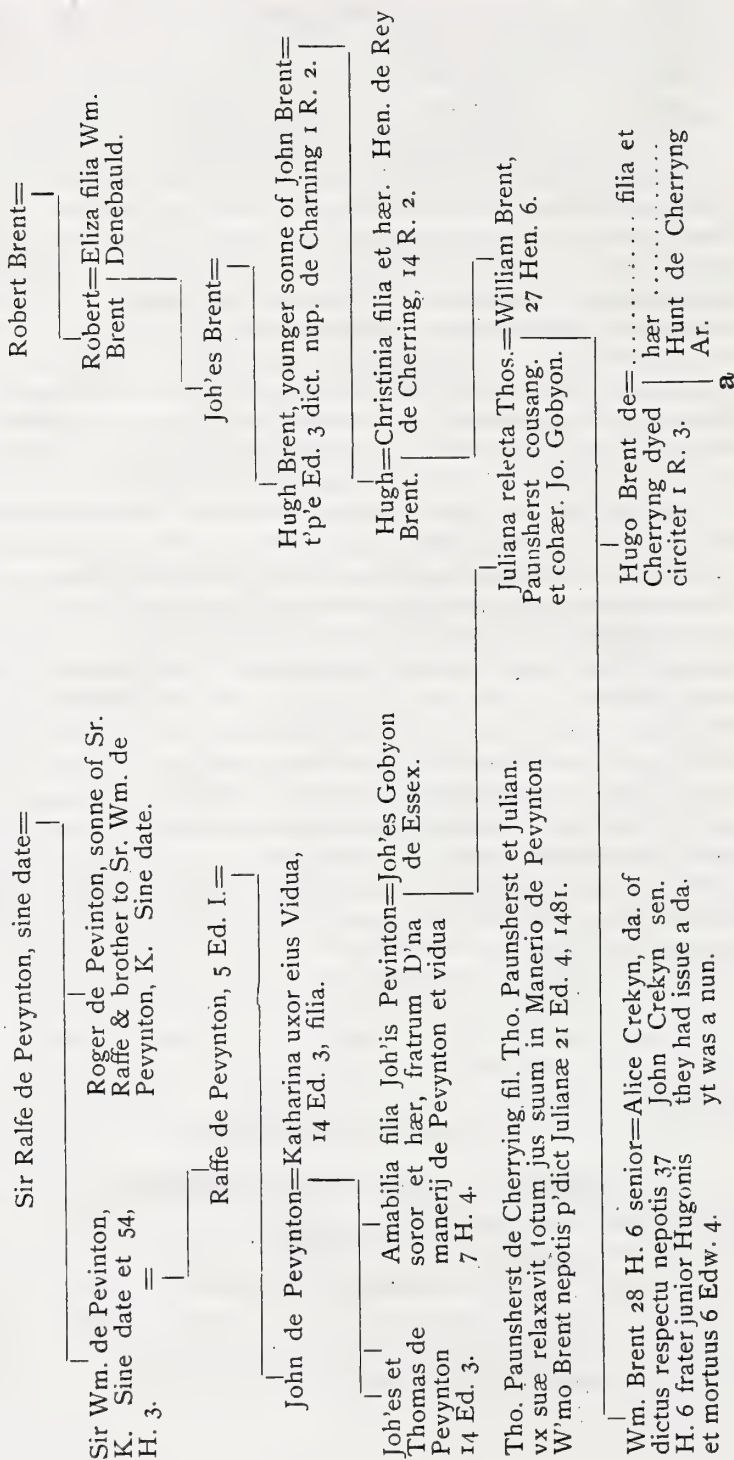 Sir Ralfe de Pevynton, sine date=
Robert Brent=
Sir Wm. de Pevinton,
K. Sine date et 54,
H. 3. =
Roger de Pevinton, sonne of Sr.
Raffe & brother to Sr. Wm. de
Pevynton, K. Sine date.
Robert=Eliza filia Wm.
Brent Denebauld.
Raffe de Pevynton, 5 Ed. I.=
Joh'es Brent=
John de Pevynton=Katharina uxor eius Vidua,
14 Ed. 3, filia.
Hugh Brent, younger sonne of John Brent=
t'p'e Ed. 3 dict. nup. de Charning 1 R. 2.
Joh'es et
Thomas de
Pevynton
14 Ed. 3.
Amabilia filia Joh'is Pevinton=Joh'es Gobyon
soror et hær, fratrum D'na de Essex.
manerij de Pevynton et vidua
7 H. 4.
Hugh=Christinia filia et hær. Hen. de Rey
Brent. de Cherring, 14 R. 2.
Tho. Paunsherst de Cherrying fil. Tho. Paunsherst et Julian.
vx suæ relaxavit totum jus suum in Manerio de Pevynton
W'mo Brent nepotis p'dict Julianæ 21 Ed. 4, 1481.
Juliana relecta Thos.=William Brent,
Paunsherst cousang. 27 Hen. 6.
et cohær. Jo. Gobyon.
Wm. Brent 28 H. 6 senior=Alice Crekyn, da. of
dictus respectu nepotis 37 John Crekyn sen.
H. 6 frater junior Hugonis they had issue a da.
et mortuus 6 Edw. 4. yt was a nun.
Hugo Brent de=............ filia et
Cherryng dyed hær ............
circiter 1 R. 3. Hunt de Cherryng
Ar.
a